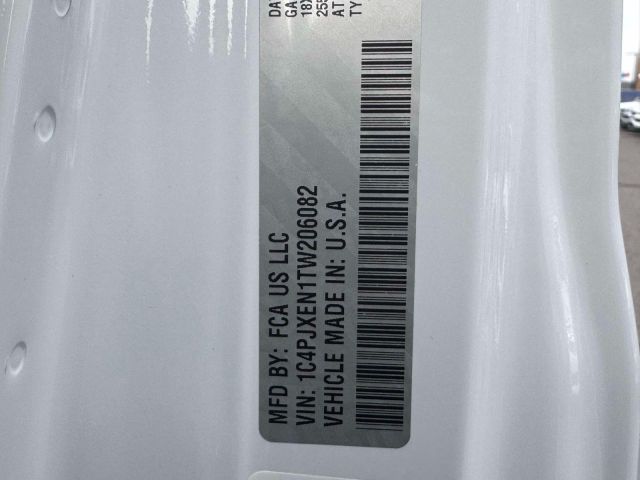 MFD BY: FCA US LLC
VIN: 1C4PJXEN1TW206082
VEHICLE MADE IN: U.S.A.